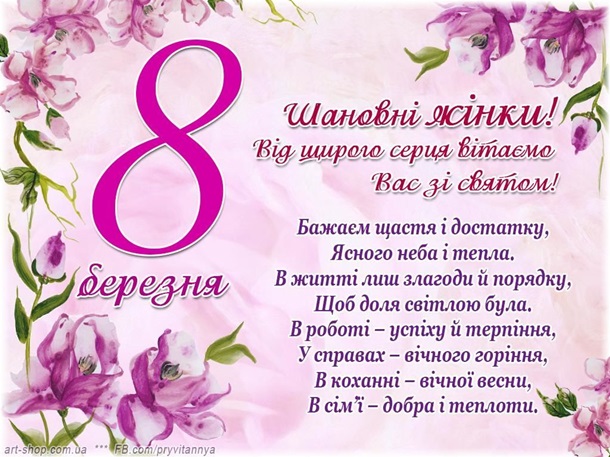 8
березня
Шановні жінки!
Від щирого серця вітаємо
Вас зі святом!
Бажаєм щастя і достатку,
Ясного неба і тепла.
В житті лиш злагоди й порядку,
Щоб доля світлою була.
В роботі – успіху й терпіння,
У справах – вічного горіння,
В коханні – вічної весни,
В сім’ї – добра і теплоти.
art-shop.com.ua *** FB.com/pryvitannya